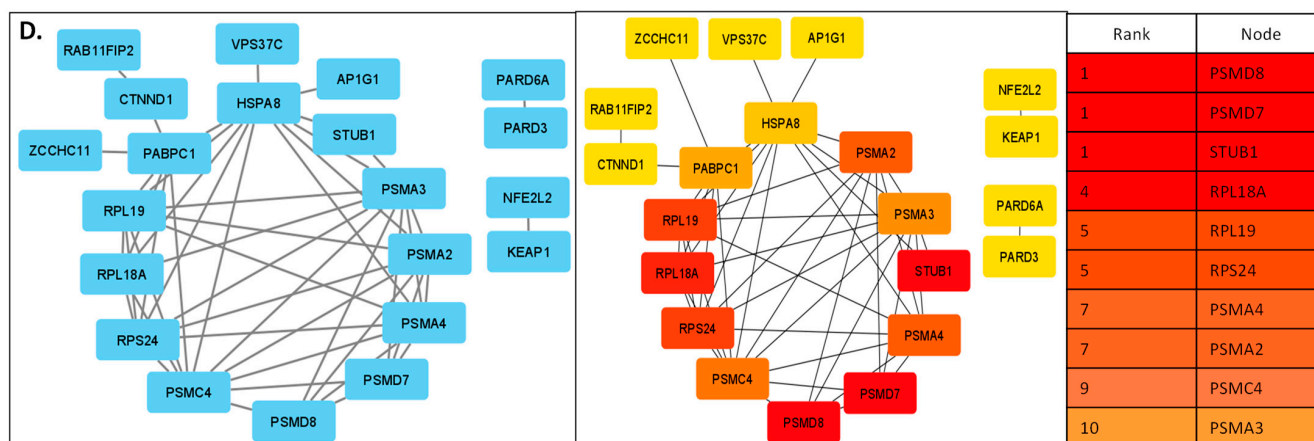 D.
RAB11FIP2
VPS37C
AP1G1
CTNND1
HSPA8
STUB1
ZCCHC11
PABPC1
PSMA3
RPL19
PSMA2
RPL18A
PSMA4
RPS24
PSMD7
PSMC4
PSMD8
PARD6A
PARD3
NFE2L2
KEAP1
ZCCHC11
VPS37C
AP1G1
RAB11FIP2
HSPA8
PSMA2
CTNND1
PABPC1
PSMA3
RPL19
STUB1
RPL18A
RPS24
PSMA4
PSMC4
PSMD7
PSMD8
NFE2L2
KEAP1
PARD6A
PARD3
Rank Node
1 PSMD8
1 PSMD7
1 STUB1
4 RPL18A
5 RPL19
5 RPS24
7 PSMA4
7 PSMA2
9 PSMC4
10 PSMA3